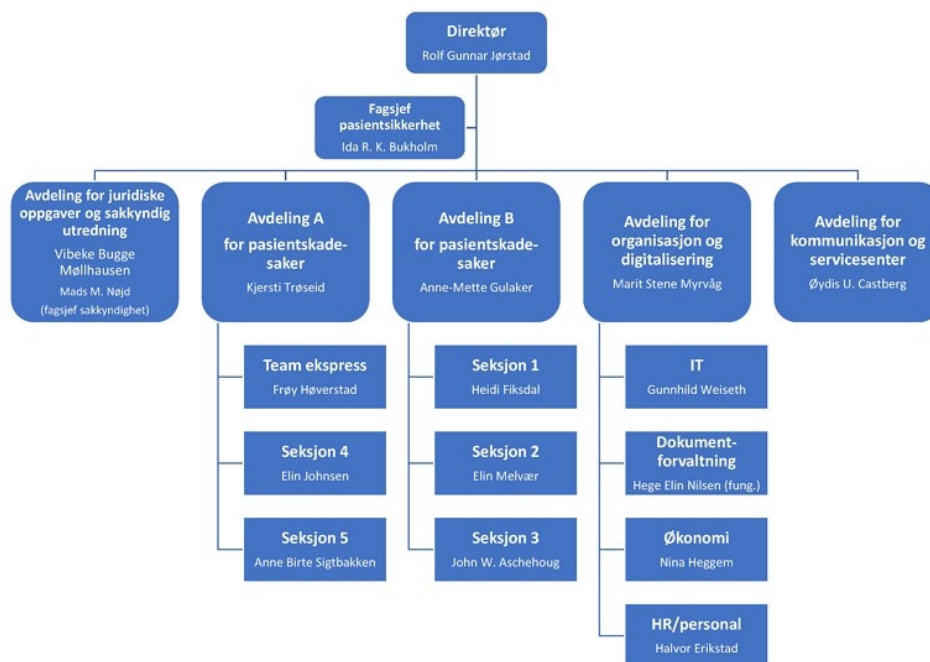 Direktør
Rolf Gunnar Jørstad
Fagsjef
pasientsikkerhet
Ida R. K. Bukholm
Avdeling for juridiske
oppgaver og sakkyndig
utredning
Vibeke Bugge
Møllhausen
Mads M. Nøjd
(fagsjef sakkyndighet)
Avdeling A
for pasientskade-
saker
Kjersti Trøseid
Avdeling B
for pasientskade-
saker
Anne-Mette Gulaker
Avdeling for
organisasjon og
digitalisering
Marit Stene Myrvåg
Avdeling for
kommunikasjon og
servicesenter
Øydis U. Castberg
Team ekspress
Frøy Høverstad
Seksjon 4
Elin Johnsen
Seksjon 5
Anne Birte Sigtbakken
Seksjon 1
Heidi Fiksdal
Seksjon 2
Elin Melvær
Seksjon 3
John W. Aschehoug
IT
Gunnhild Weiseth
Dokument-
forvaltning
Hege Elin Nilsen (fung.)
Økonomi
Nina Heggem
HR/personal
Halvor Erikstad